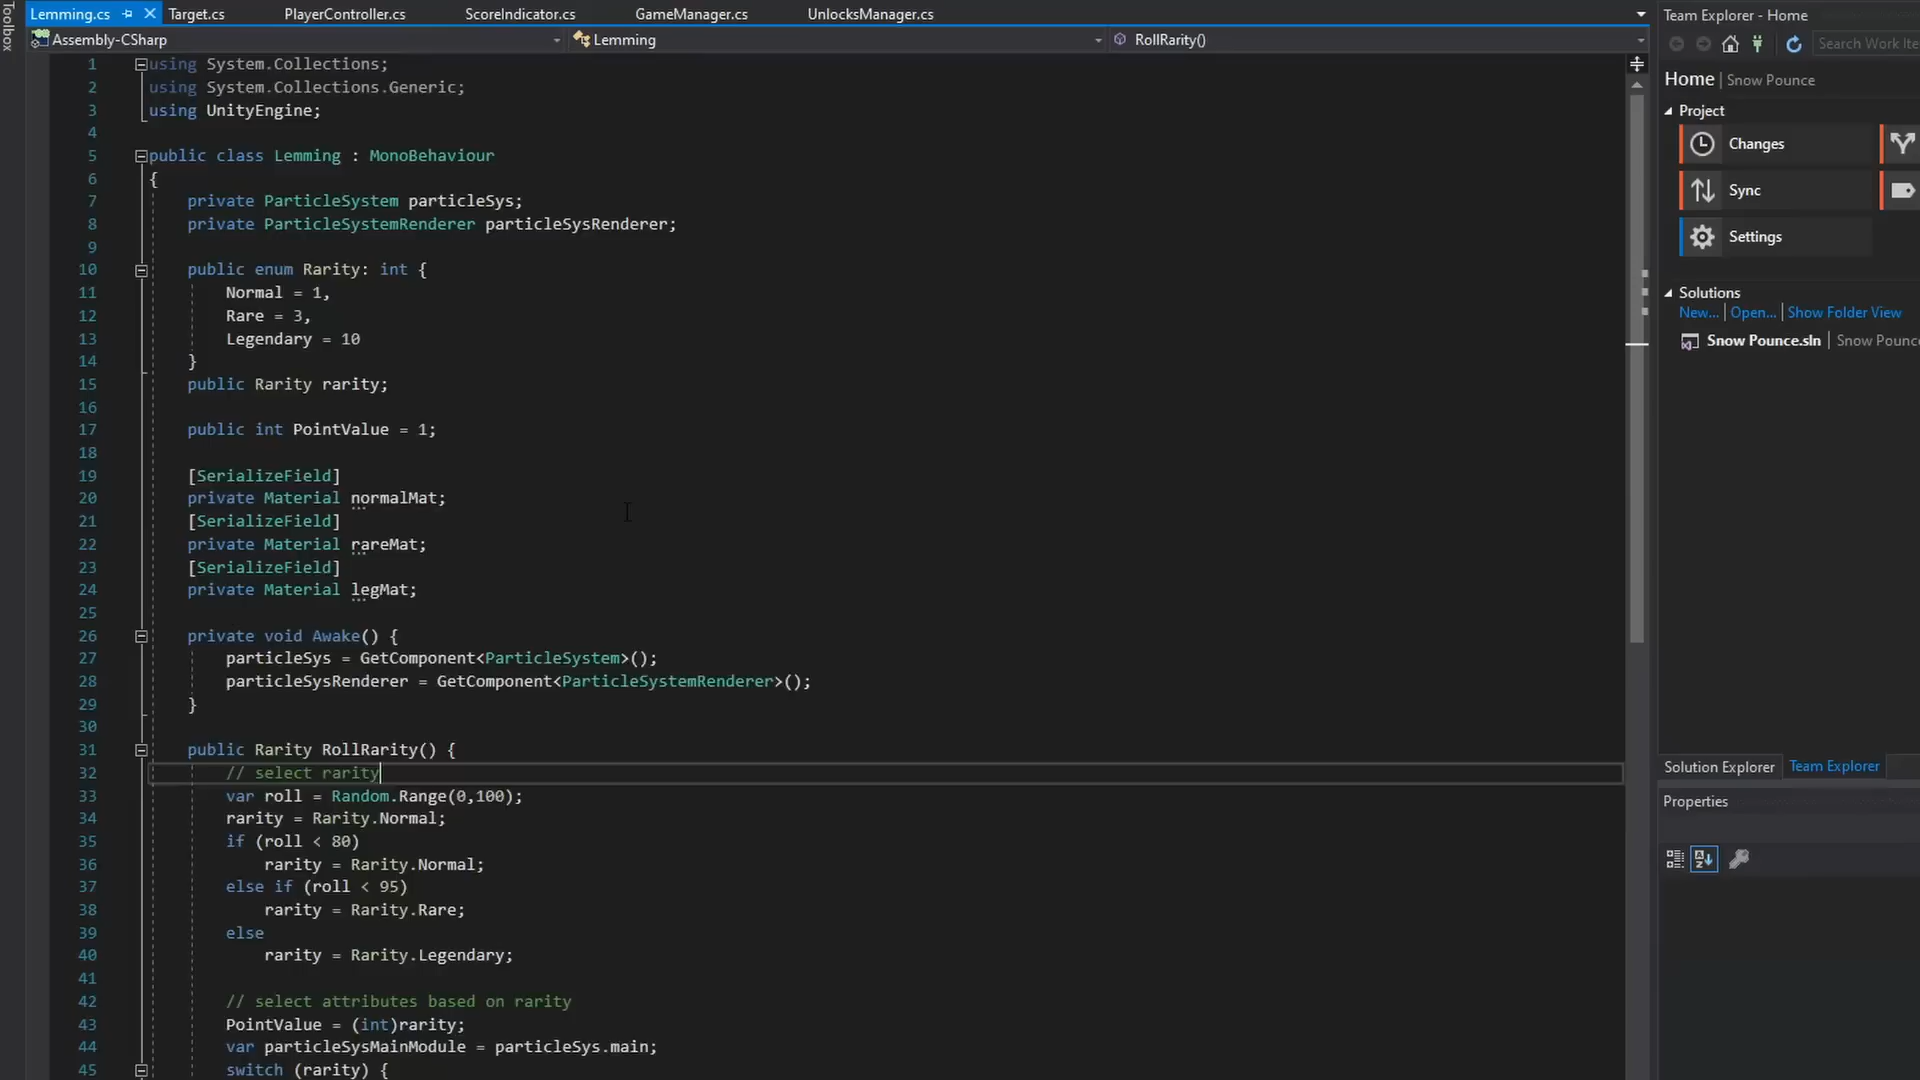 Toolbox
Lemming.cs
Target.cs
PlayerController.cs
ScoreIndicator.cs
GameManager.cs
UnlocksManager.cs
Assembly-CSharp
Lemming
RollRarity()
1 using System.Collections;
2 using System.Collections.Generic;
3 using UnityEngine;
4
5 public class Lemming : MonoBehaviour
6 {
7 private ParticleSystem particleSys;
8 private ParticleSystemRenderer particleSysRenderer;
9
10 public enum Rarity: int {
11 Normal = 1,
12 Rare = 3,
13 Legendary = 10
14 }
15 public Rarity rarity;
16
17 public int PointValue = 1;
18
19 [SerializeField]
20 private Material normalMat;
21 [SerializeField]
22 private Material rareMat;
23 [SerializeField]
24 private Material legMat;
25
26 private void Awake() {
27 particleSys = GetComponent<ParticleSystem>();
28 particleSysRenderer = GetComponent<ParticleSystemRenderer>();
29 }
30
31 public Rarity RollRarity() {
32 // select rarity
33 var roll = Random.Range(0,100);
34 rarity = Rarity.Normal;
35 if (roll < 80)
36 rarity = Rarity.Normal;
37 else if (roll < 95)
38 rarity = Rarity.Rare;
39 else
40 rarity = Rarity.Legendary;
41
42 // select attributes based on rarity
43 PointValue = (int)rarity;
44 var particleSysMainModule = particleSys.main;
45 switch (rarity) {
Team Explorer - Home
Search Work Ite
Home | Snow Pounce
Project
Changes
Sync
Settings
Solutions
New... | Open... | Show Folder View
Snow Pounce.sln | Snow Pounce
Solution Explorer
Team Explorer
Properties